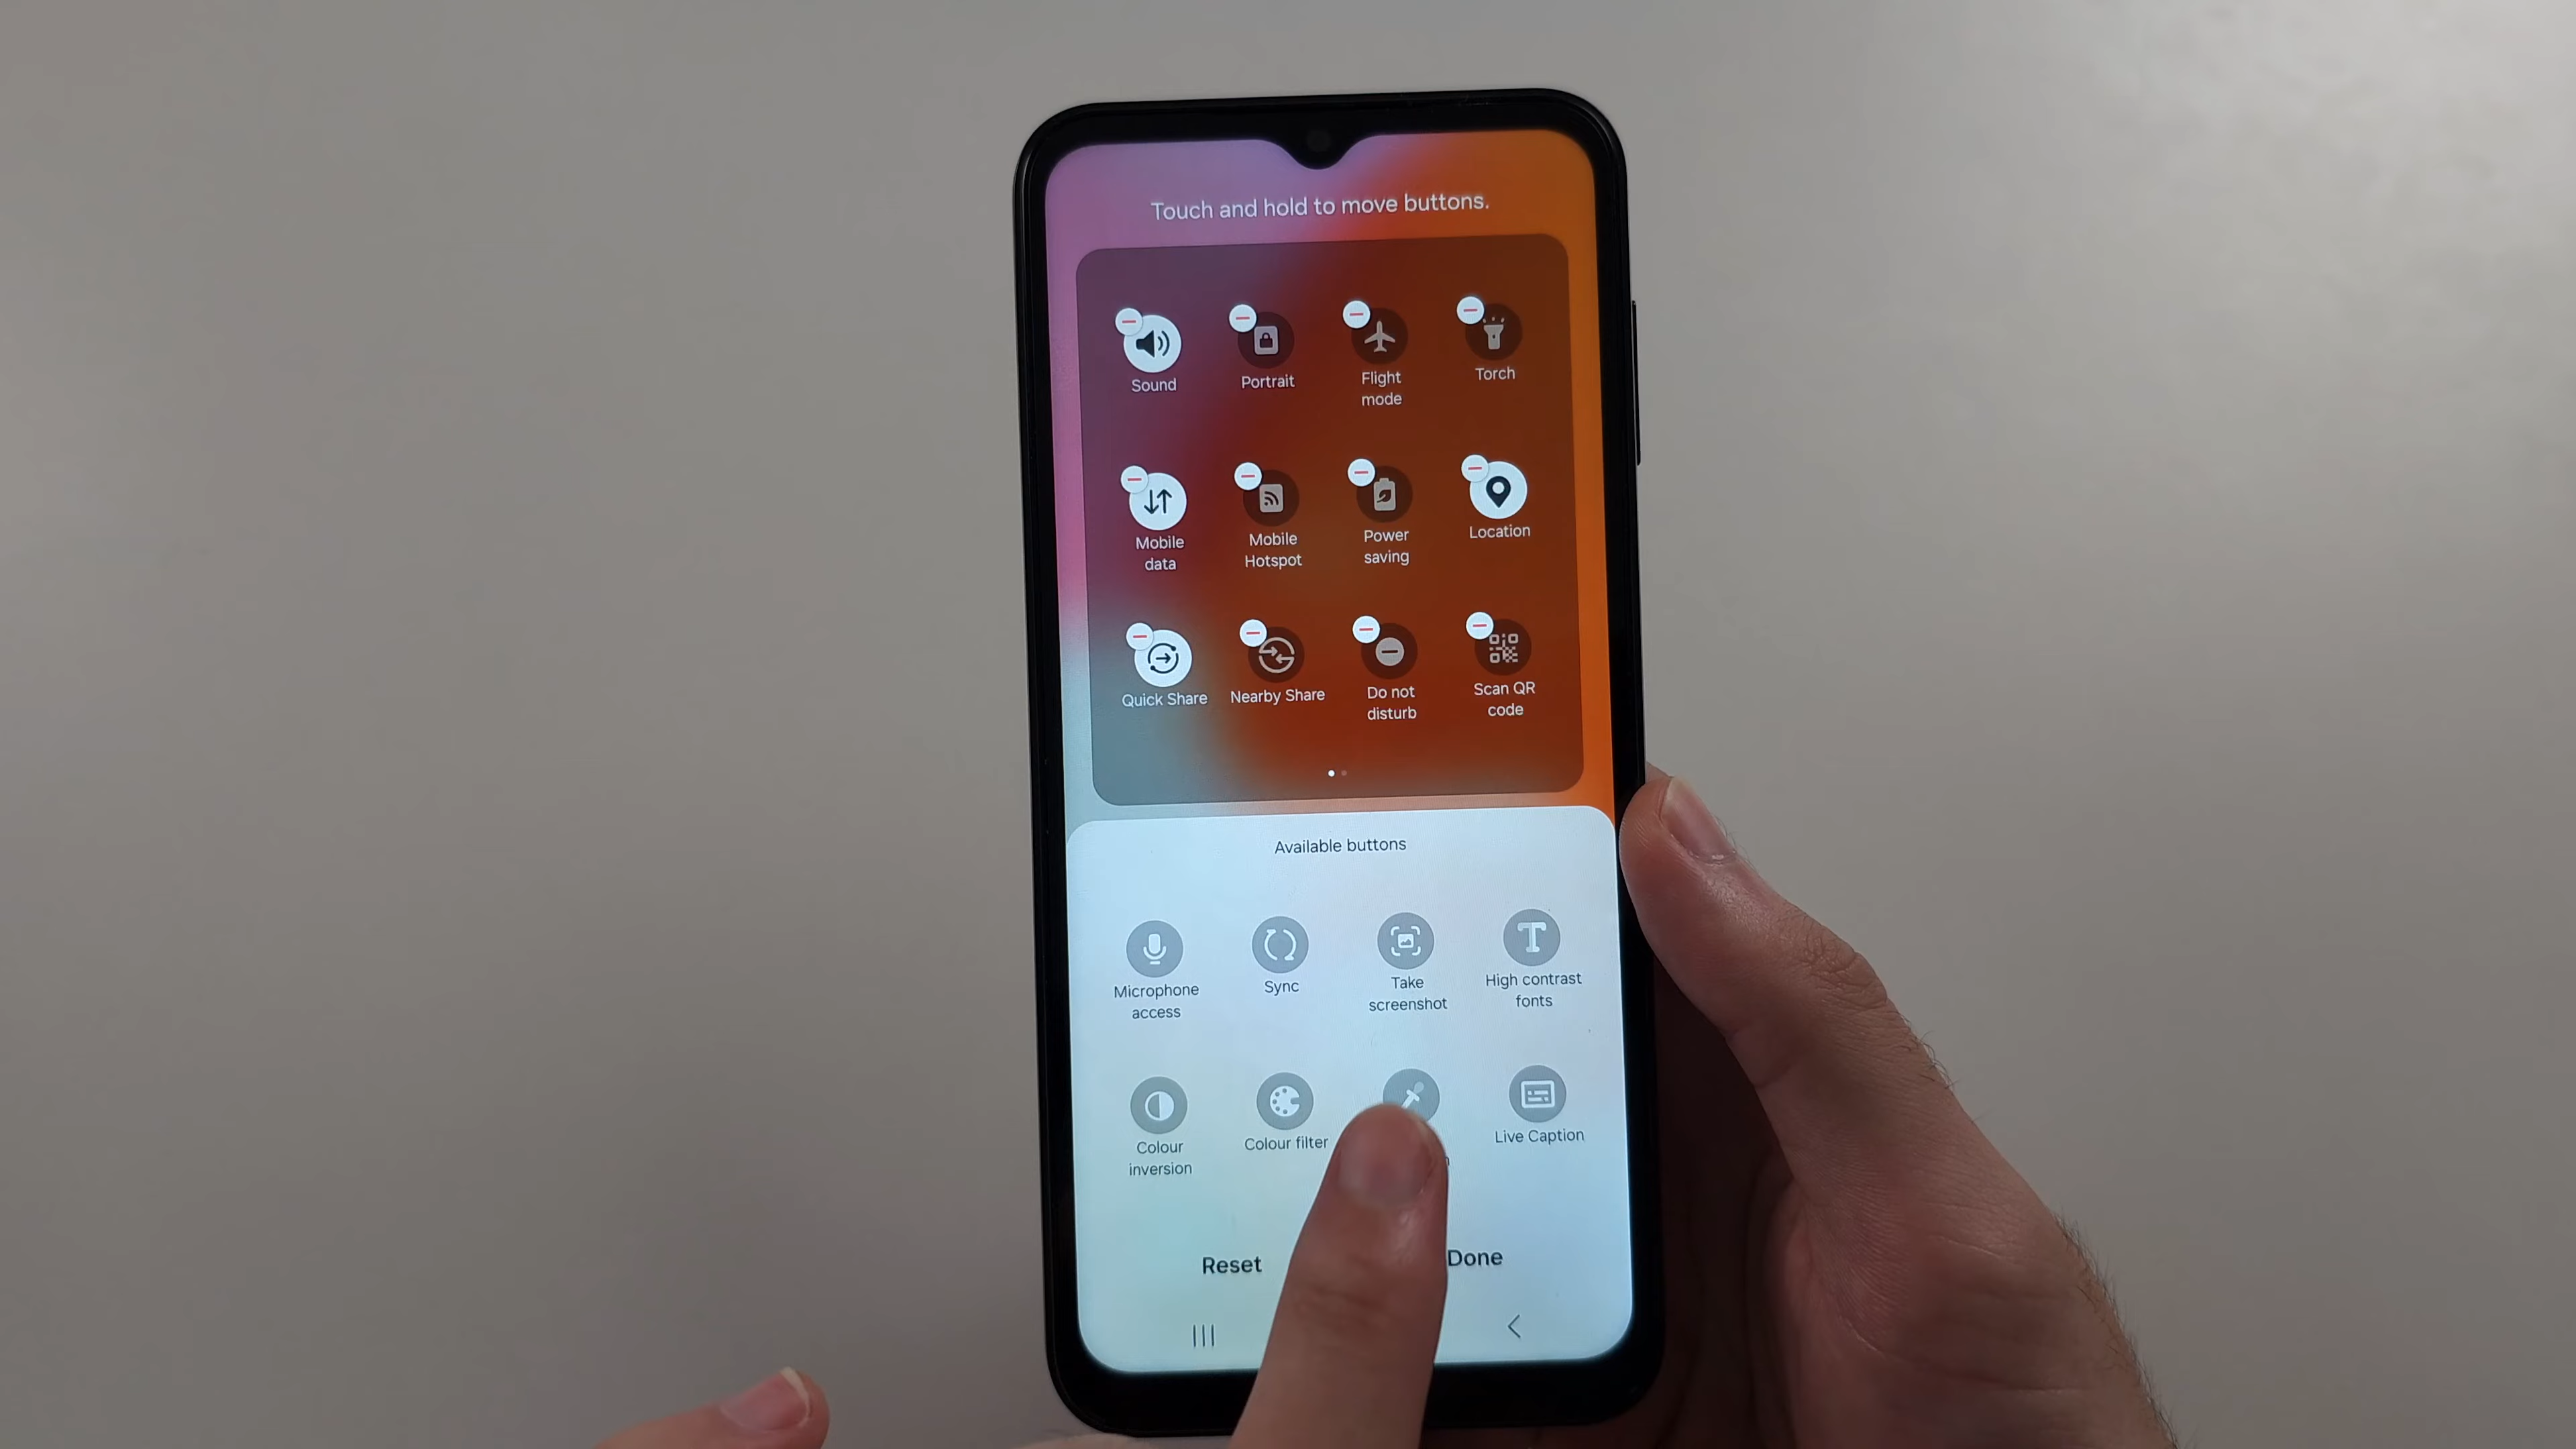 Touch and hold to move buttons.
Sound
Portrait
Flight
mode
Torch
Mobile
data
Mobile
Hotspot
Power
saving
Location
Quick Share
Nearby Share
Do not
disturb
Scan QR
code
Available buttons
Microphone
access
Sync
Take
screenshot
High contrast
fonts
Colour
inversion
Colour filter
Live Caption
Reset
Done